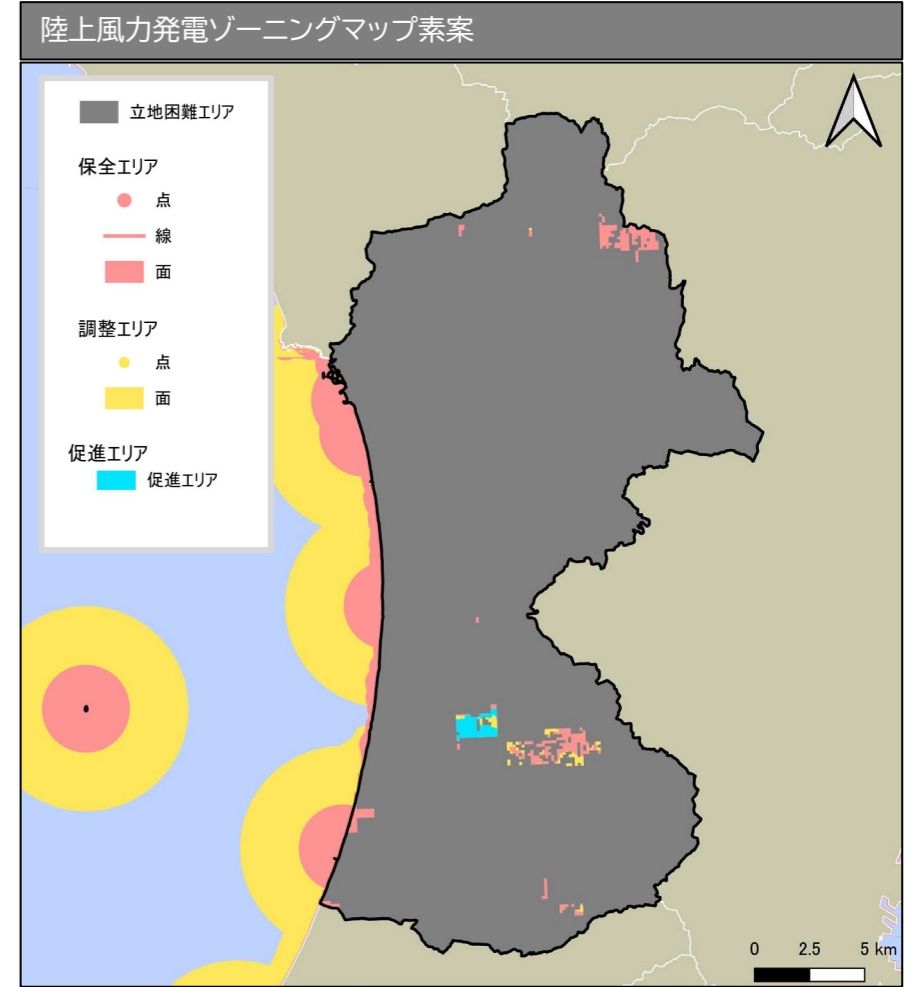 陸上風力発電ゾーニングマップ素案
立地困難エリア
保全エリア
点
線
面
調整エリア
点
面
促進エリア
促進エリア
0 2.5 5 km